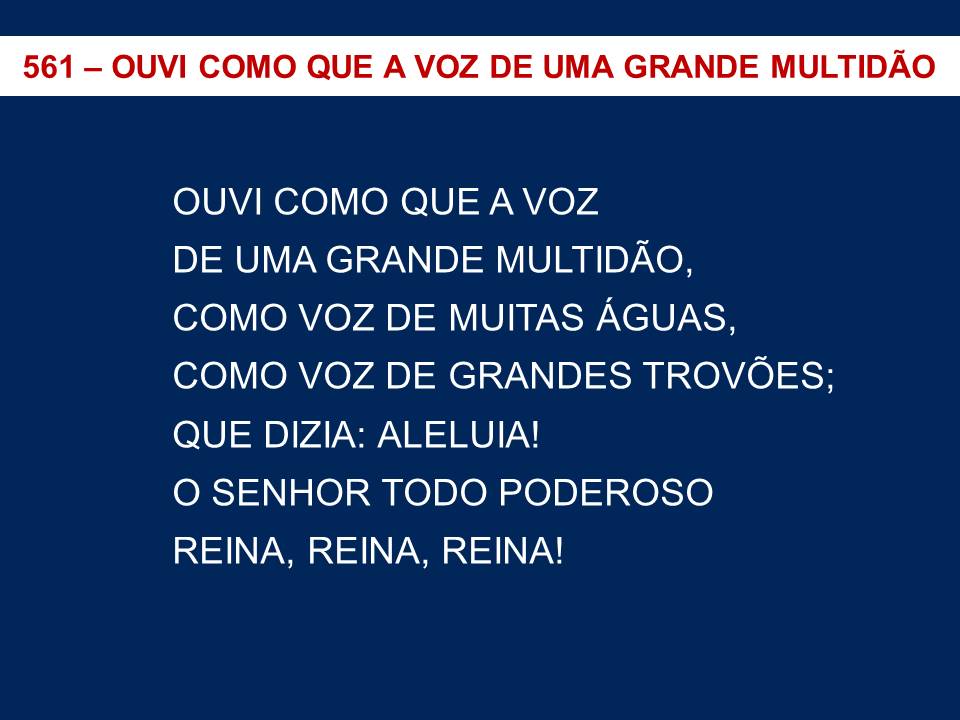 561 – OUVI COMO QUE A VOZ DE UMA GRANDE MULTIDÃO
OUVI COMO QUE A VOZ
DE UMA GRANDE MULTIDÃO,
COMO VOZ DE MUITAS ÁGUAS,
COMO VOZ DE GRANDES TROVÕES;
QUE DIZIA: ALELUIA!
O SENHOR TODO PODEROSO
REINA, REINA, REINA!